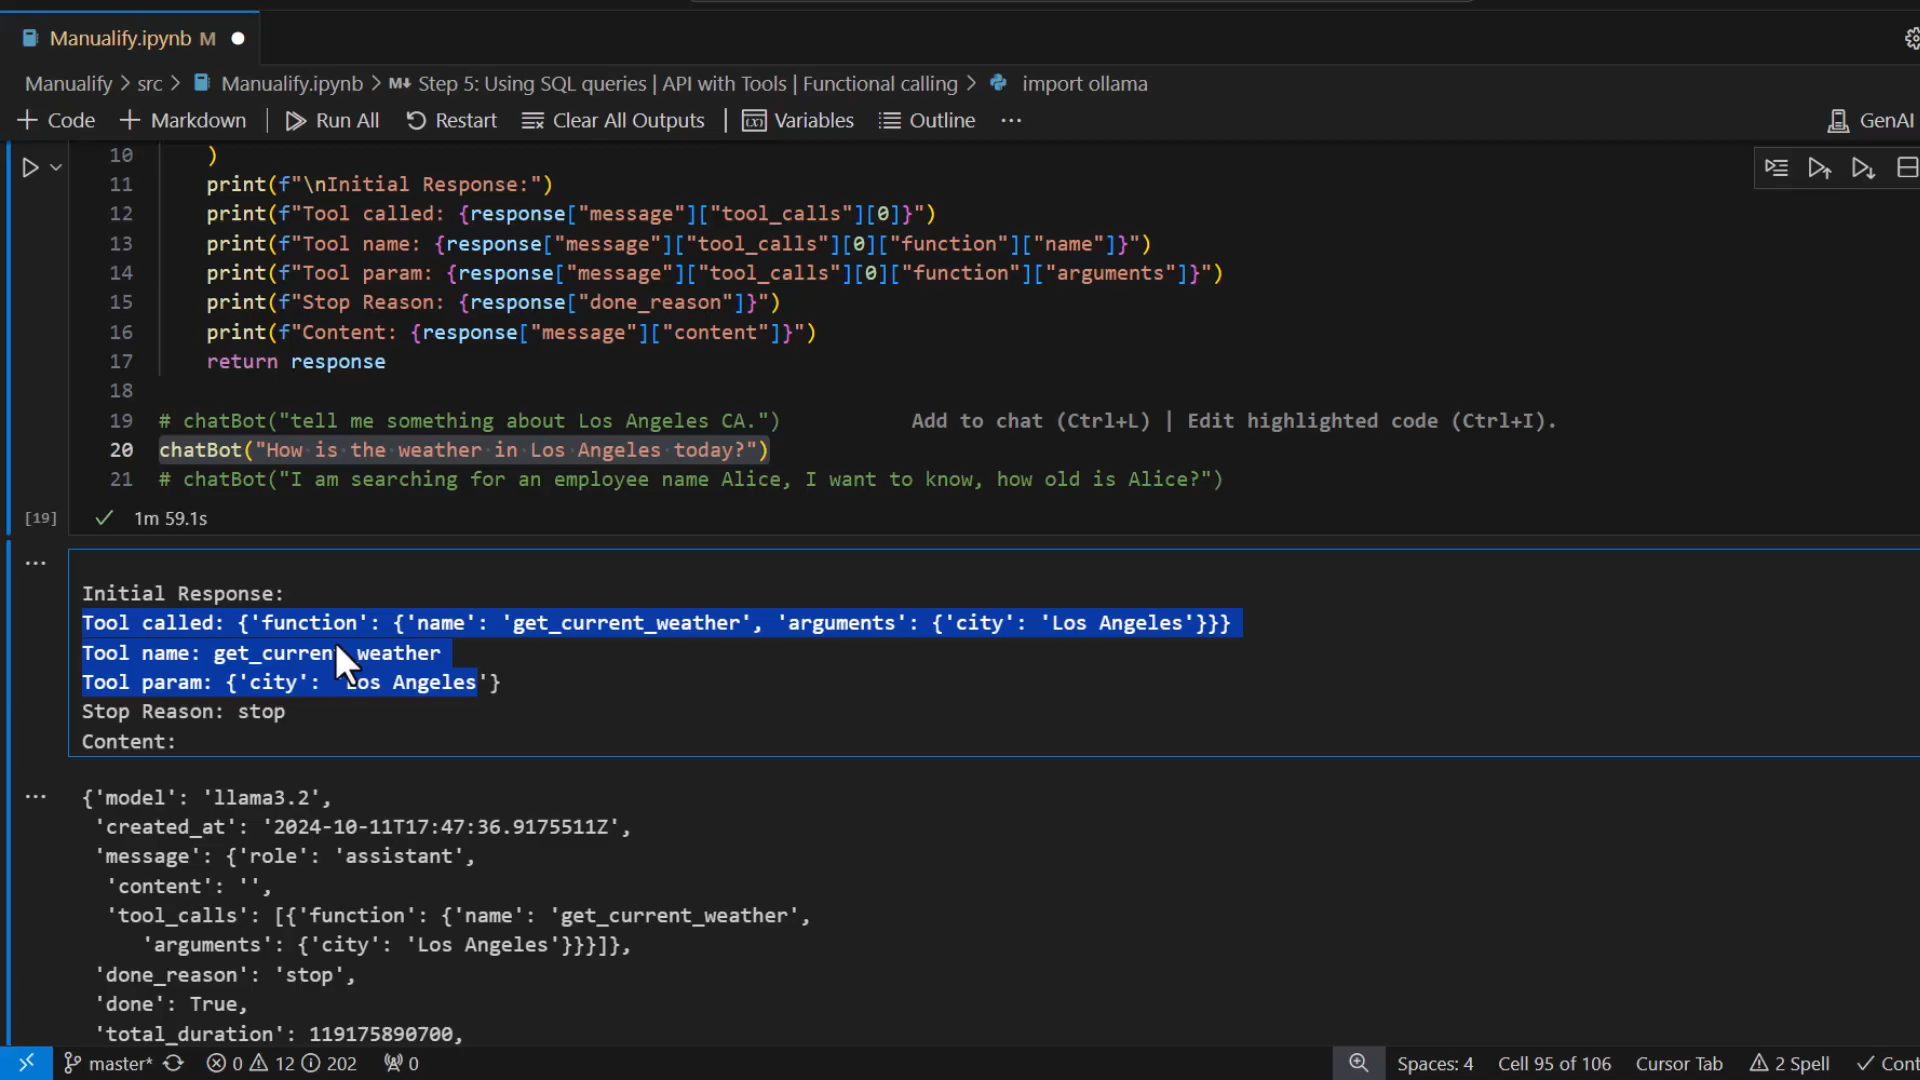 Manualify.ipynb M
Manualify > src > Manualify.ipynb > M↓ Step 5: Using SQL queries | API with Tools | Functional calling > import ollama
+ Code + Markdown | Run All Restart Clear All Outputs | Variables Outline ...
GenAI
10 )
11 print(f"\nInitial Response:")
12 print(f"Tool called: {response["message"]["tool_calls"][0]}")
13 print(f"Tool name: {response["message"]["tool_calls"][0]["function"]["name"]}")
14 print(f"Tool param: {response["message"]["tool_calls"][0]["function"]["arguments"]}")
15 print(f"Stop Reason: {response["done_reason"]}")
16 print(f"Content: {response["message"]["content"]}")
17 return response
18
19 # chatBot("tell me something about Los Angeles CA.") Add to chat (Ctrl+L) | Edit highlighted code (Ctrl+I).
20 chatBot("How is the weather in Los Angeles today?")
21 # chatBot("I am searching for an employee name Alice, I want to know, how old is Alice?")
[19] ✓ 1m 59.1s
...
Initial Response:
Tool called: {'function': {'name': 'get_current_weather', 'arguments': {'city': 'Los Angeles'}}}
Tool name: get_current_weather
Tool param: {'city': 'Los Angeles'}
Stop Reason: stop
Content:
...
{'model': 'llama3.2',
'created_at': '2024-10-11T17:47:36.9175511Z',
'message': {'role': 'assistant',
'content': '',
'tool_calls': [{'function': {'name': 'get_current_weather',
'arguments': {'city': 'Los Angeles'}}}]},
'done_reason': 'stop',
'done': True,
'total_duration': 119175890700,
master* 0 12 202 0 Spaces: 4 Cell 95 of 106 Cursor Tab 2 Spell ✓ Cont